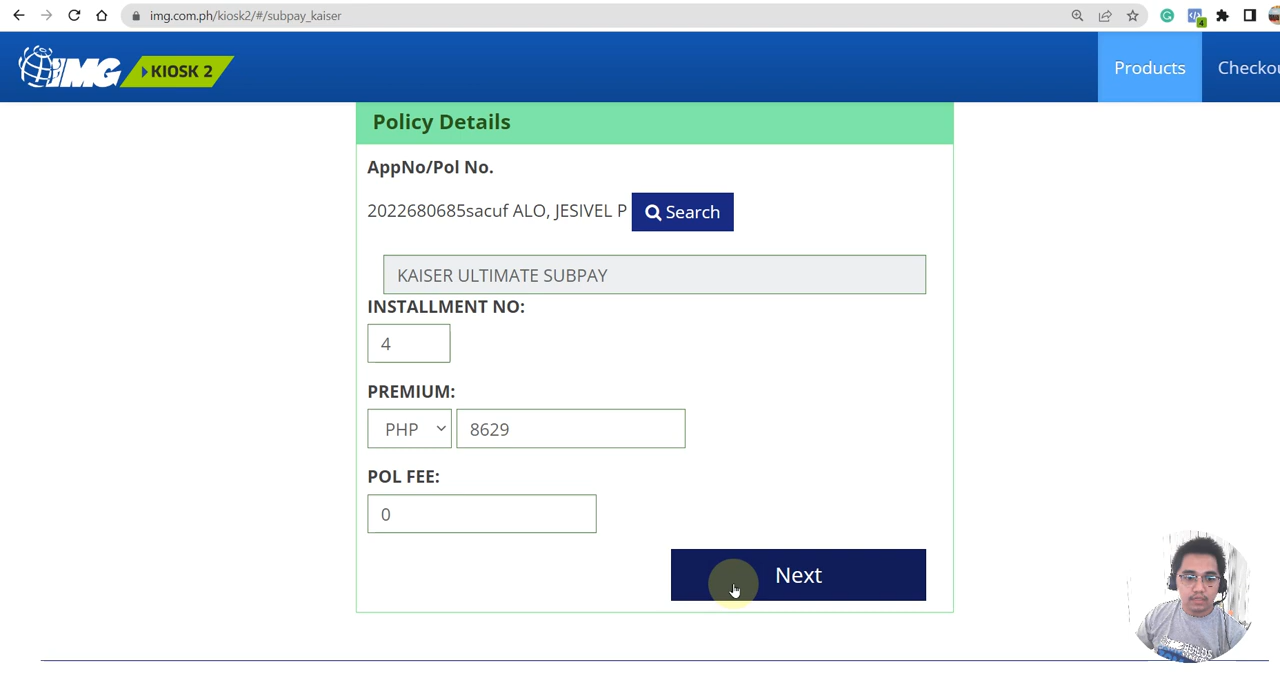 img.com.ph/kiosk2/#/subpay_kaiser
4
IMG KIOSK 2
Products
Checkou
Policy Details
AppNo/Pol No.
2022680685sacuf ALO, JESIVEL P Search
KAISER ULTIMATE SUBPAY
INSTALLMENT NO:
4
PREMIUM:
PHP 8629
POL FEE:
0
Next